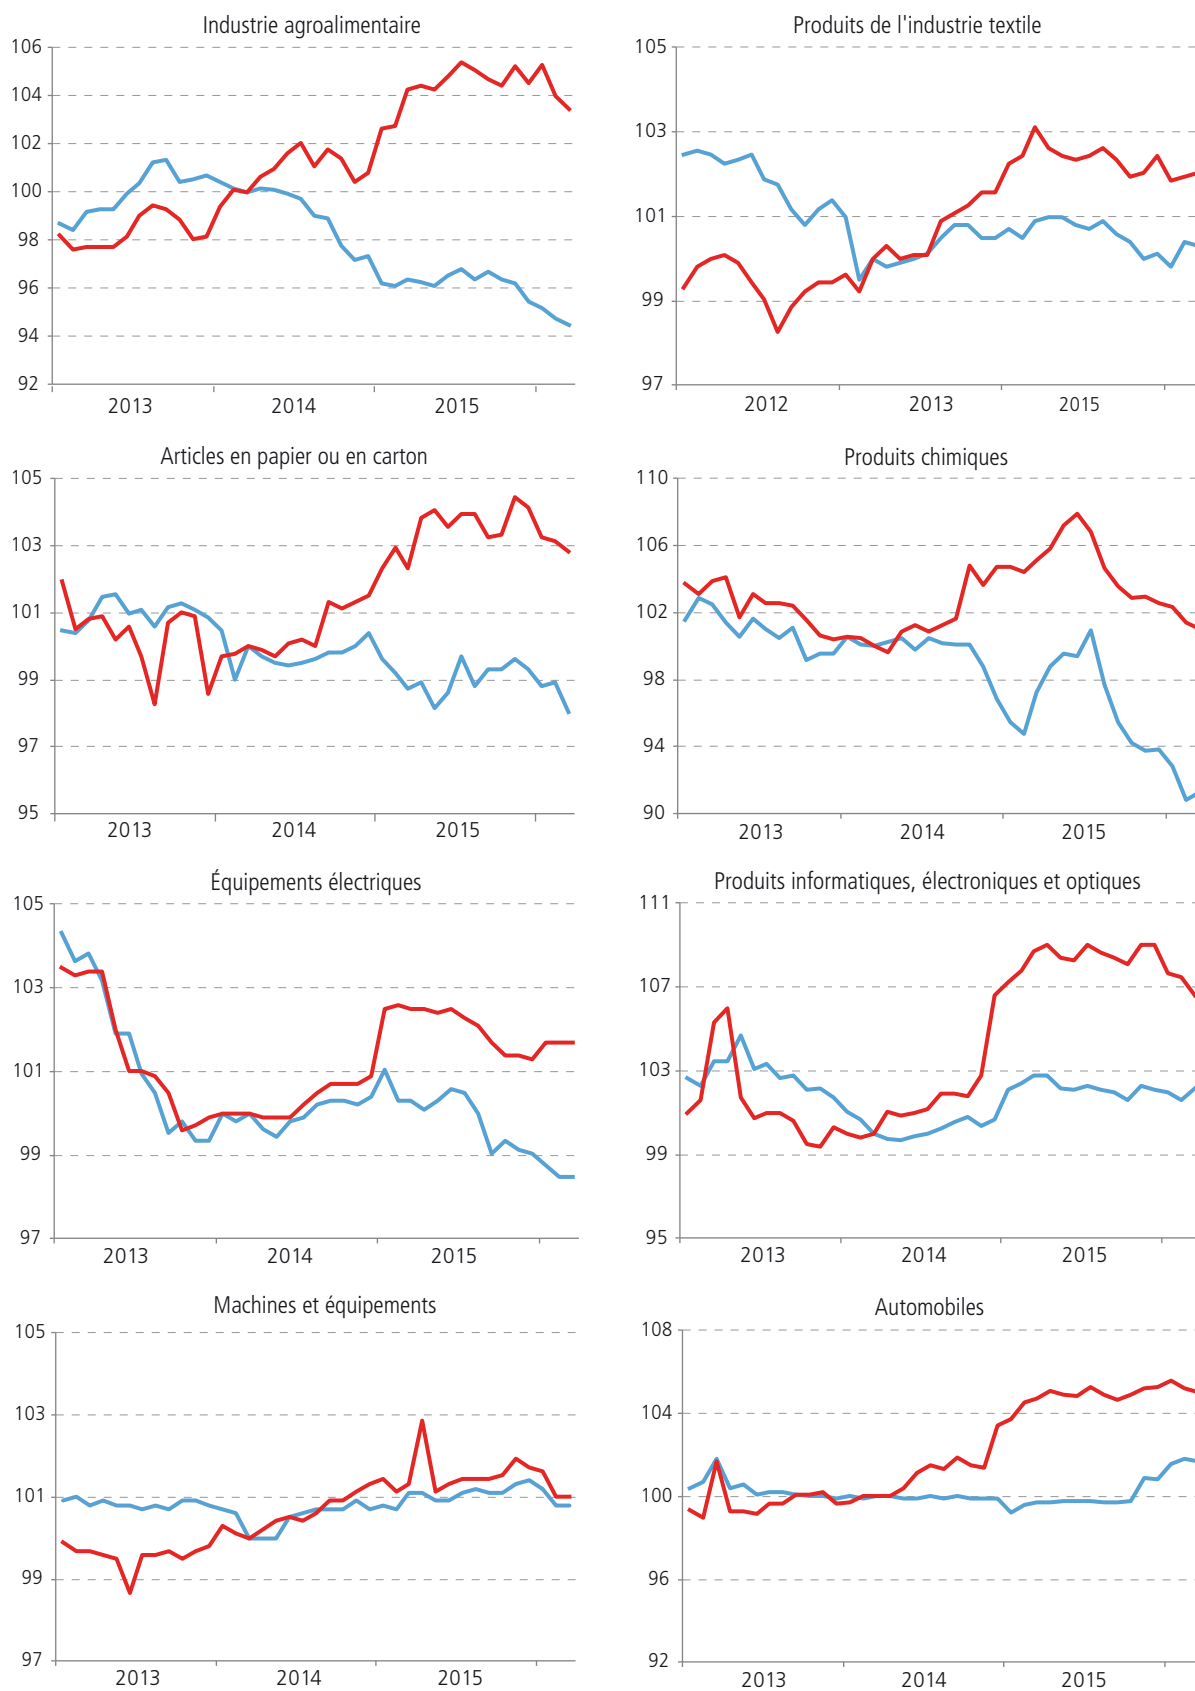 Industrie agroalimentaire
106
104
102
100
98
96
94
92
2013 2014 2015
Produits de l'industrie textile
105
103
101
99
97
2012 2013 2015
Articles en papier ou en carton
105
103
101
99
97
95
2013 2014 2015
Produits chimiques
110
106
102
98
94
90
2013 2014 2015
Équipements électriques
105
103
101
99
97
2013 2014 2015
Produits informatiques, électroniques et optiques
111
107
103
99
95
2013 2014 2015
Machines et équipements
105
103
101
99
97
2013 2014 2015
Automobiles
108
104
100
96
92
2013 2014 2015